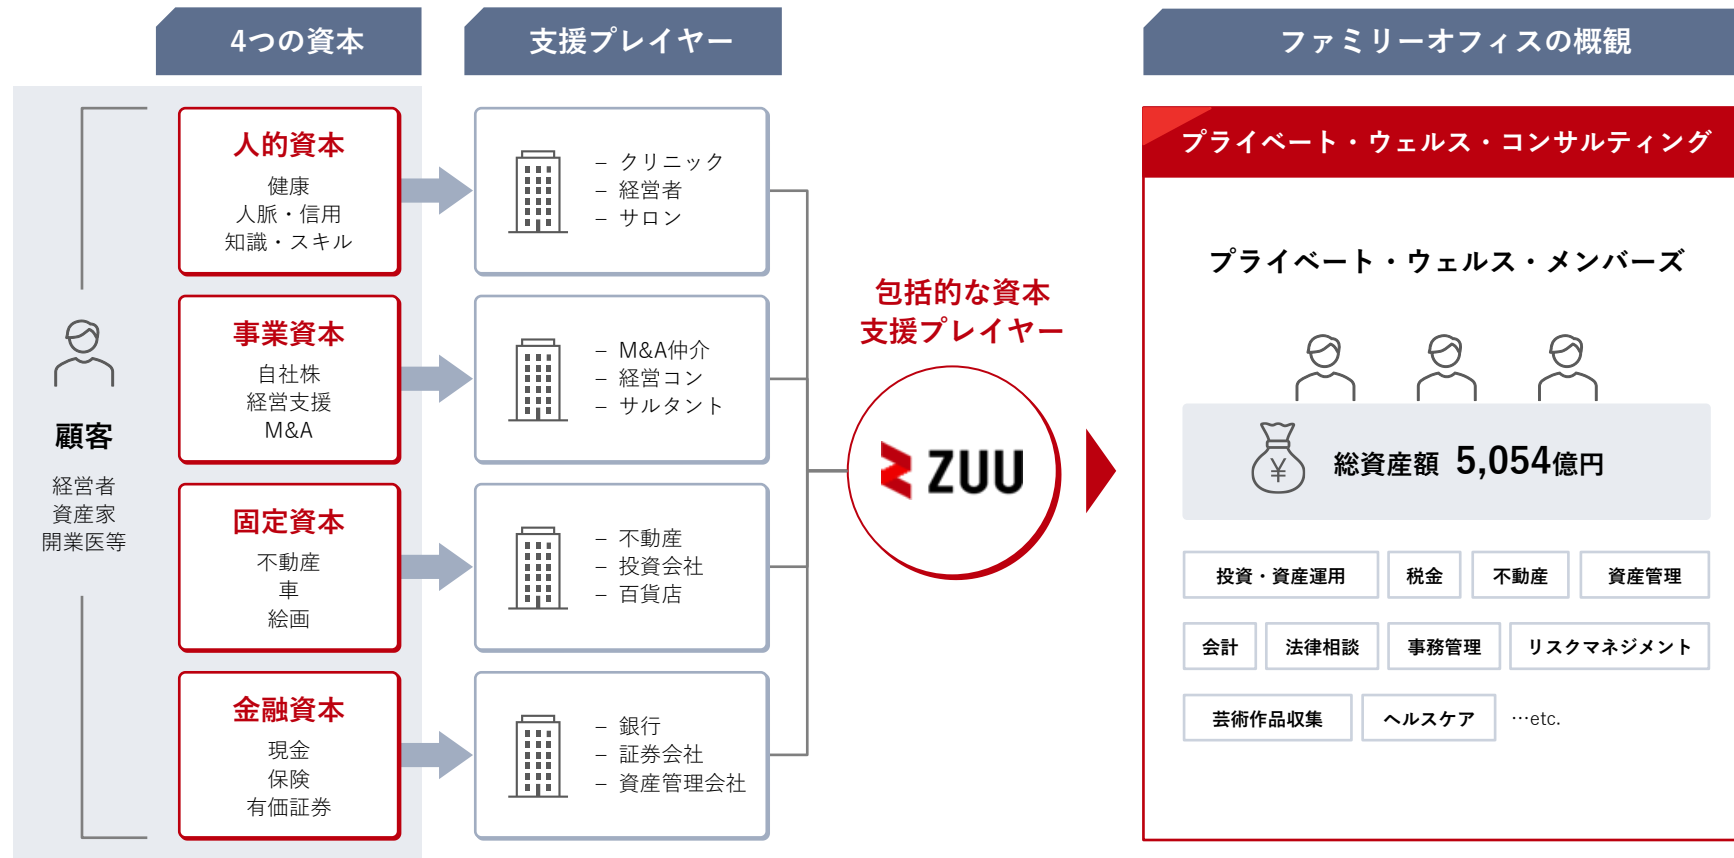 4つの資本
支援プレイヤー
ファミリーオフィスの概観
顧客
経営者
資産家
開業医等
人的資本
健康
人脈・信用
知識・スキル
– クリニック
– 経営者
– サロン
事業資本
自社株
経営支援
M&A
– M&A仲介
– 経営コン
– サルタント
固定資本
不動産
車
絵画
– 不動産
– 投資会社
– 百貨店
金融資本
現金
保険
有価証券
– 銀行
– 証券会社
– 資産管理会社
包括的な資本
支援プレイヤー
ZUU
プライベート・ウェルス・コンサルティング
プライベート・ウェルス・メンバーズ
¥
総資産額 5,054億円
投資・資産運用 税金 不動産 資産管理
会計 法律相談 事務管理 リスクマネジメント
芸術作品収集 ヘルスケア …etc.